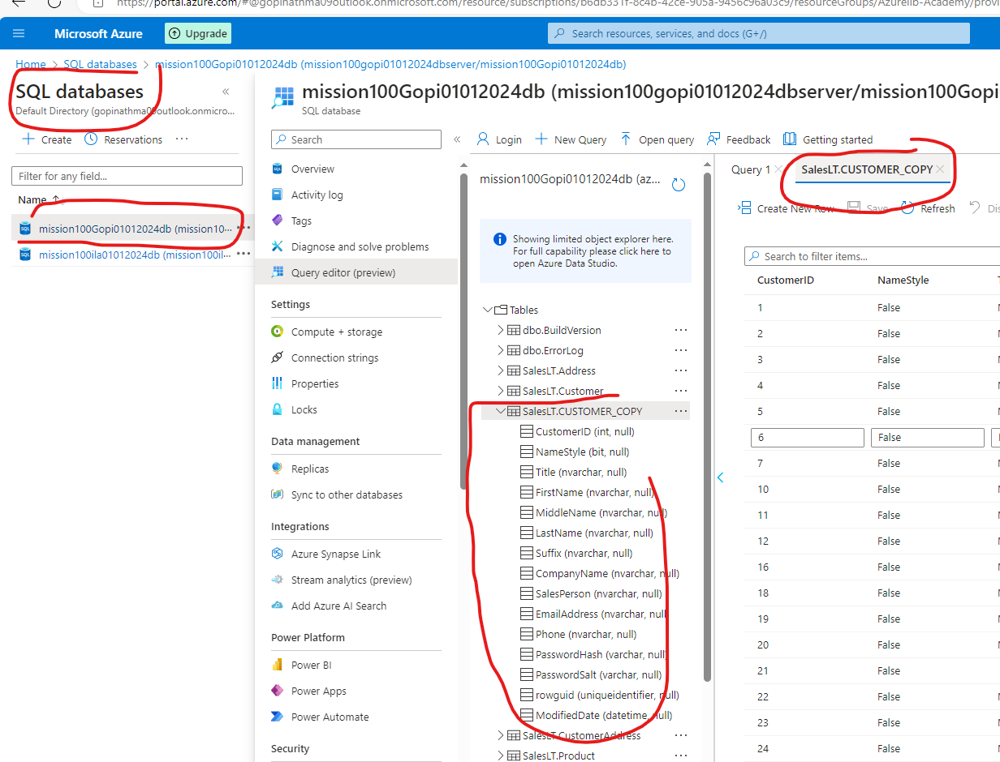 https://portal.azure.com/#@gopinathma09outlook.onmicrosoft.com/resource/subscriptions/b6db331f-8c4b-42ce-905a-9456c96a03c9/resourceGroups/Azurelib-Academy/provi
Microsoft Azure
Upgrade
Search resources, services, and docs (G+/)
Home > SQL databases > mission100Gopi01012024db (mission100gopi01012024dbserver/mission100Gopi01012024db)
SQL databases
Default Directory (gopinathma09outlook.onmicro...
Create
Reservations
Filter for any field...
Name ↑
mission100Gopi01012024db (mission10...
mission100ila01012024db (mission100il...
mission100Gopi01012024db (mission100gopi01012024dbserver/mission100Gopi
SQL database
Search
Overview
Activity log
Tags
Diagnose and solve problems
Query editor (preview)
Settings
Compute + storage
Connection strings
Properties
Locks
Data management
Replicas
Sync to other databases
Integrations
Azure Synapse Link
Stream analytics (preview)
Add Azure AI Search
Power Platform
Power BI
Power Apps
Power Automate
Security
Login
New Query
Open query
Feedback
Getting started
mission100Gopi01012024db (az...
Showing limited object explorer here.
For full capability please click here to
open Azure Data Studio.
Tables
dbo.BuildVersion
dbo.ErrorLog
SalesLT.Address
SalesLT.Customer
SalesLT.CUSTOMER_COPY
CustomerID (int, null)
NameStyle (bit, null)
Title (nvarchar, null)
FirstName (nvarchar, null)
MiddleName (nvarchar, null)
LastName (nvarchar, null)
Suffix (nvarchar, null)
CompanyName (nvarchar, null)
SalesPerson (nvarchar, null)
EmailAddress (nvarchar, null)
Phone (nvarchar, null)
PasswordHash (varchar, null)
PasswordSalt (varchar, null)
rowguid (uniqueidentifier, null)
ModifiedDate (datetime, null)
SalesLT.CustomerAddress
SalesLT.Product
Query 1
SalesLT.CUSTOMER_COPY
Create New Row
Save
Refresh
Dis
Search to filter items...
CustomerID NameStyle
1 False
2 False
3 False
4 False
5 False
6 False
7 False
10 False
11 False
12 False
16 False
18 False
19 False
20 False
21 False
22 False
23 False
24 False